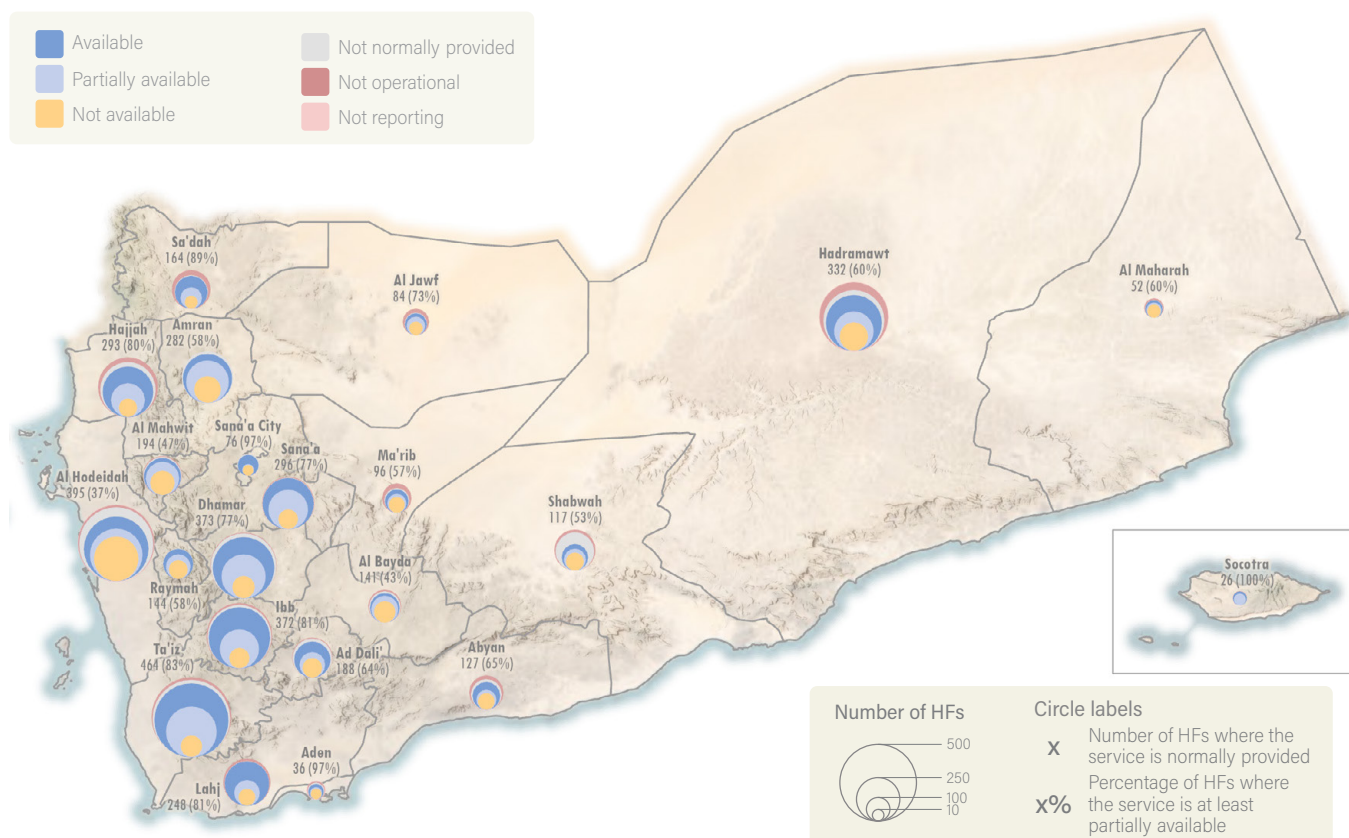 Available
Partially available
Not available
Not normally provided
Not operational
Not reporting
Sa'dah
164 (89%)
Al Jawf
84 (73%)
Hadramawt
332 (60%)
Al Maharah
52 (60%)
Hajjah
293 (80%)
Amran
282 (58%)
Al Mahwit
194 (47%)
Sana'a City
76 (97%)
Sana'a
296 (77%)
Ma'rib
96 (57%)
Al Hodeidah
395 (37%)
Dhamar
373 (77%)
Shabwah
117 (53%)
Al Bayda
141 (43%)
Raymah
144 (58%)
Ibb
372 (81%)
Socotra
26 (100%)
Ta'iz
464 (83%)
Ad Dali'
188 (64%)
Abyan
127 (65%)
Aden
36 (97%)
Lahj
248 (81%)
Number of HFs
500
250
100
10
Circle labels
x
Number of HFs where the
service is normally provided
x%
Percentage of HFs where
the service is at least
partially available